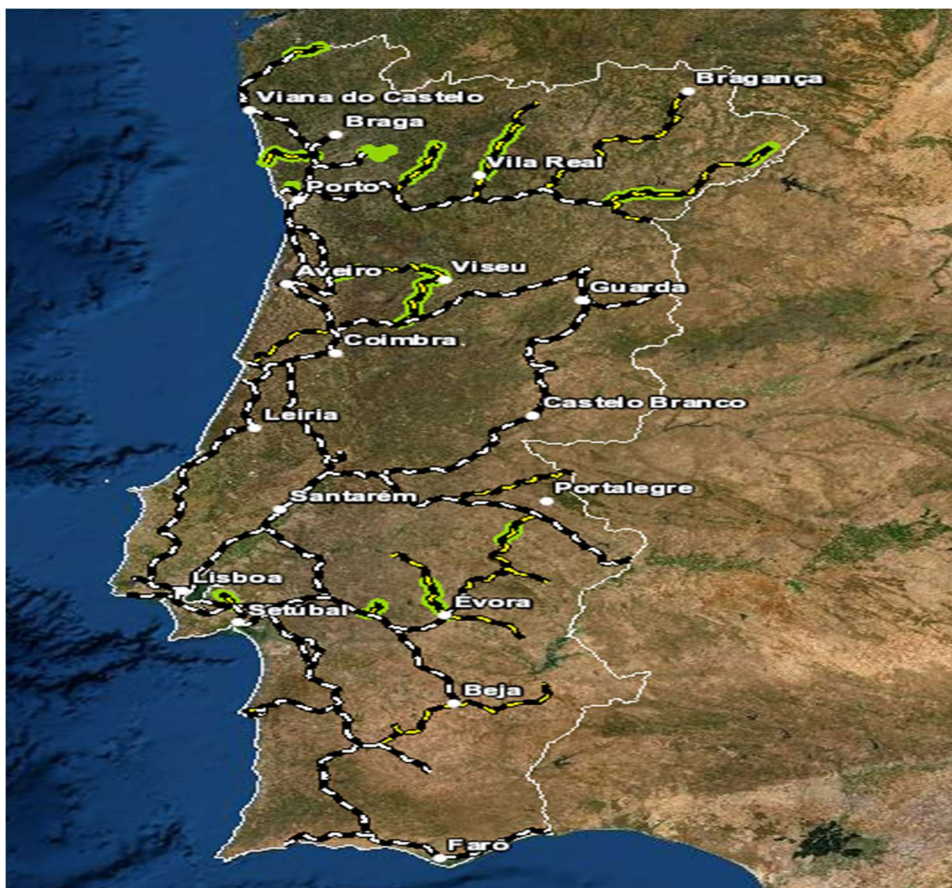 Bragança
Viana do Castelo
Braga
Vila Real
Porto
Viseu
Aveiro
Guarda
Coimbra
Castelo Branco
Leiria
Portalegre
Santarém
Lisboa
Setúbal
Évora
Beja
Faro